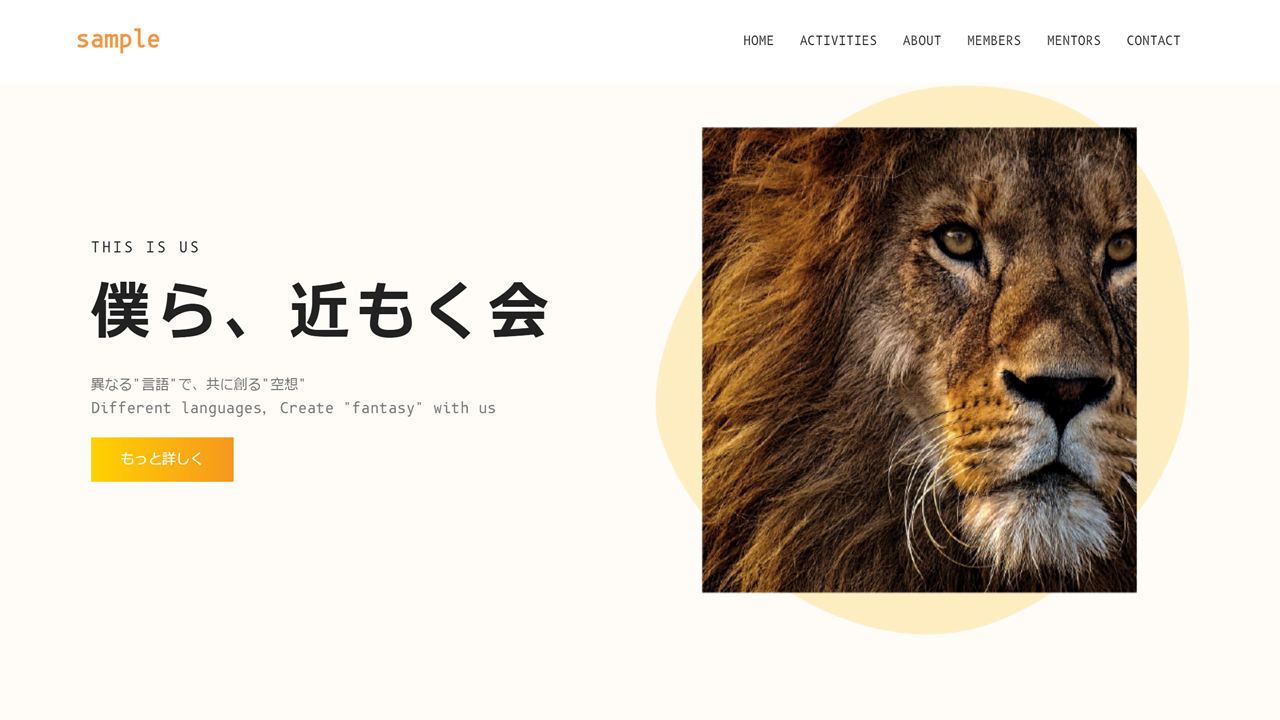 sample
HOME ACTIVITIES ABOUT MEMBERS MENTORS CONTACT
THIS IS US
僕ら、近もく会
異なる"言語"で、共に創る"空想"
Different languages, Create "fantasy" with us
もっと詳しく